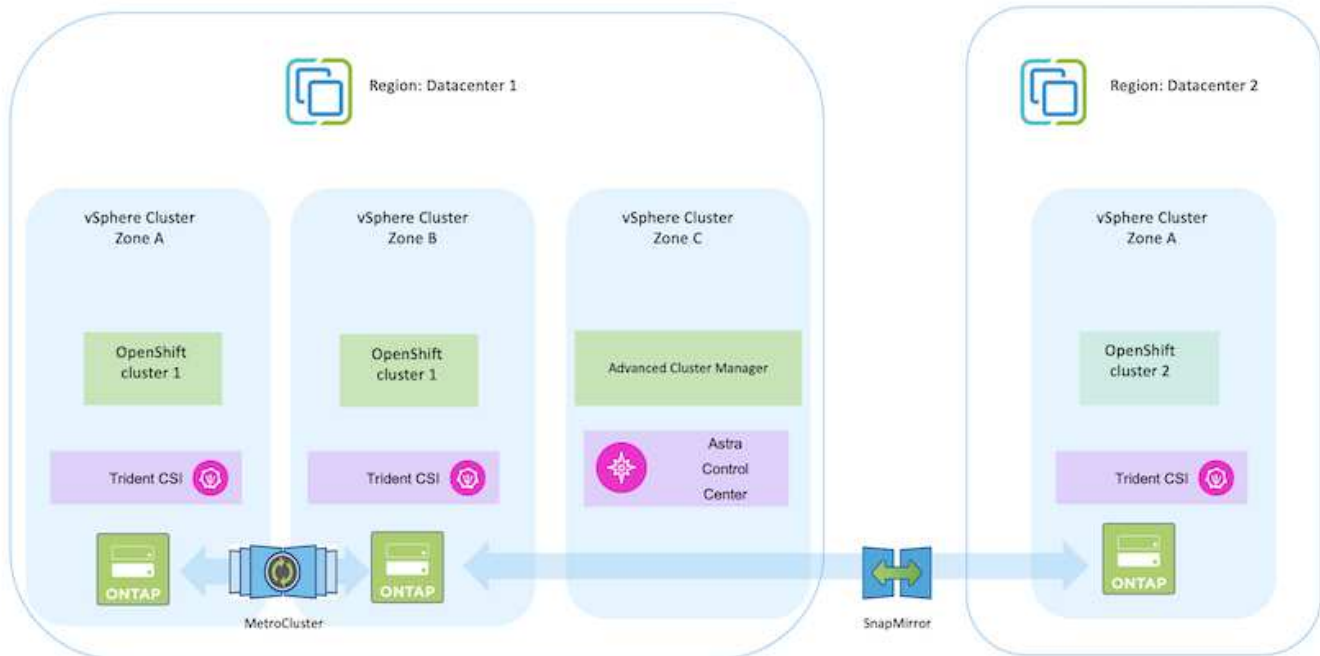 Region: Datacenter 1
Region: Datacenter 2
vSphere Cluster
Zone A
vSphere Cluster
Zone B
vSphere Cluster
Zone C
vSphere Cluster
Zone A
OpenShift
cluster 1
OpenShift
cluster 1
Advanced Cluster Manager
OpenShift
cluster 2
Trident CSI
Trident CSI
Astra
Control
Center
Trident CSI
ONTAP
ONTAP
ONTAP
MetroCluster
SnapMirror